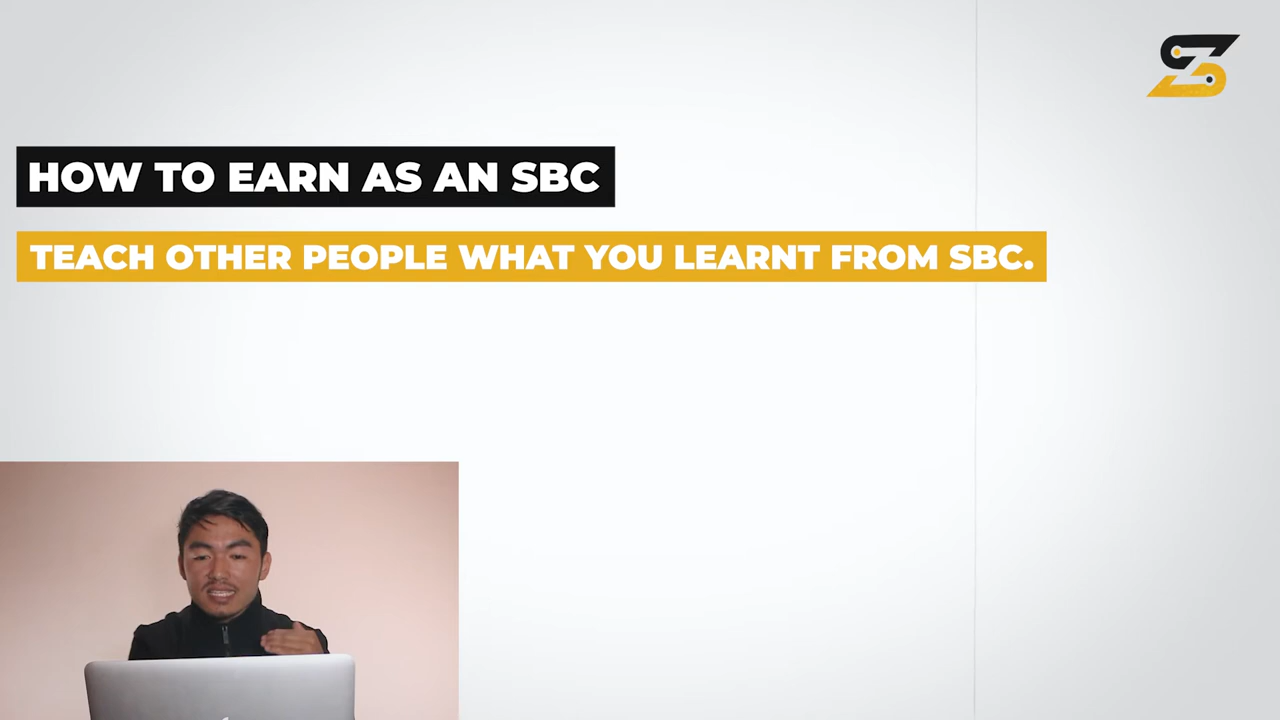 HOW TO EARN AS AN SBC
TEACH OTHER PEOPLE WHAT YOU LEARNT FROM SBC.